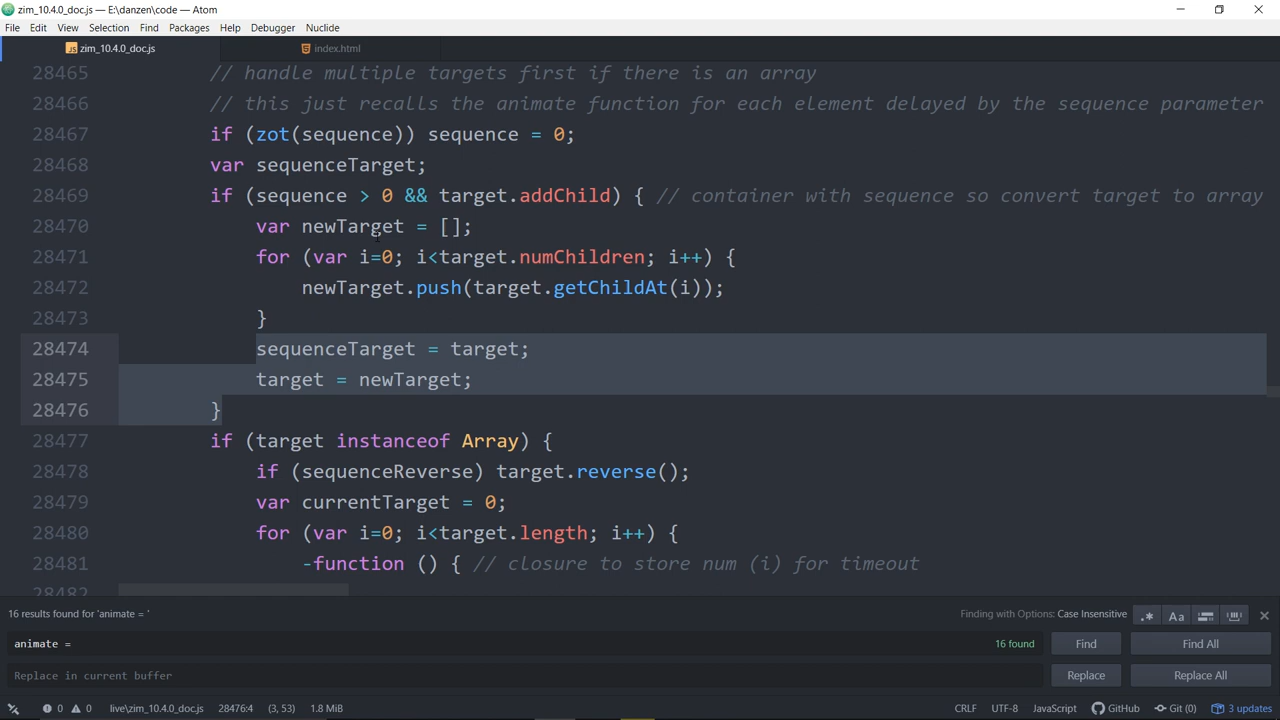 zim_10.4.0_doc.js — E:\danzen\code — Atom
File Edit View Selection Find Packages Help Debugger Nuclide
zim_10.4.0_doc.js index.html
28465 // handle multiple targets first if there is an array
28466 // this just recalls the animate function for each element delayed by the sequence parameter
28467 if (zot(sequence)) sequence = 0;
28468 var sequenceTarget;
28469 if (sequence > 0 && target.addChild) { // container with sequence so convert target to array
28470 var newTarget = [];
28471 for (var i=0; i<target.numChildren; i++) {
28472 newTarget.push(target.getChildAt(i));
28473 }
28474 sequenceTarget = target;
28475 target = newTarget;
28476 }
28477 if (target instanceof Array) {
28478 if (sequenceReverse) target.reverse();
28479 var currentTarget = 0;
28480 for (var i=0; i<target.length; i++) {
28481 -function () { // closure to store num (i) for timeout
28482
16 results found for 'animate = ' Finding with Options: Case Insensitive .* Aa
animate = 16 found Find Find All
Replace in current buffer Replace Replace All
0 0 live\zim_10.4.0_doc.js 28476:4 (3, 53) 1.8 MiB CRLF UTF-8 JavaScript GitHub Git (0) 3 updates